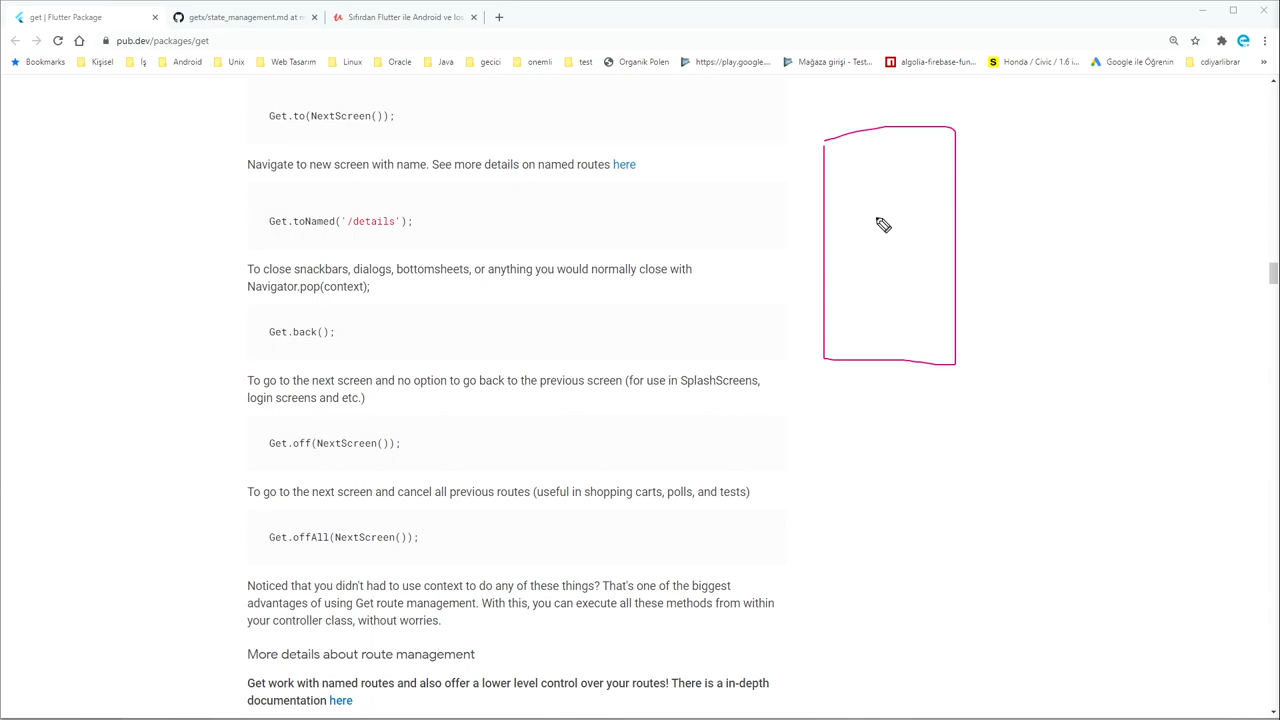 get | Flutter Package
getx/state_management.md at m
Sıfırdan Flutter ile Android ve Ios
pub.dev/packages/get
Bookmarks Kişisel İş Android Unix Web Tasarım Linux Oracle Java gecici onemli test Organik Polen https://play.google.... Mağaza girişi - Test... algolia-firebase-fun... Honda / Civic / 1.6 i... Google ile Öğrenin cdiyarlibrar »
Get.to(NextScreen());
Navigate to new screen with name. See more details on named routes here
Get.toNamed('/details');
To close snackbars, dialogs, bottomsheets, or anything you would normally close with
Navigator.pop(context);
Get.back();
To go to the next screen and no option to go back to the previous screen (for use in SplashScreens,
login screens and etc.)
Get.off(NextScreen());
To go to the next screen and cancel all previous routes (useful in shopping carts, polls, and tests)
Get.offAll(NextScreen());
Noticed that you didn't had to use context to do any of these things? That's one of the biggest
advantages of using Get route management. With this, you can execute all these methods from within
your controller class, without worries.
More details about route management
Get work with named routes and also offer a lower level control over your routes! There is a in-depth
documentation here